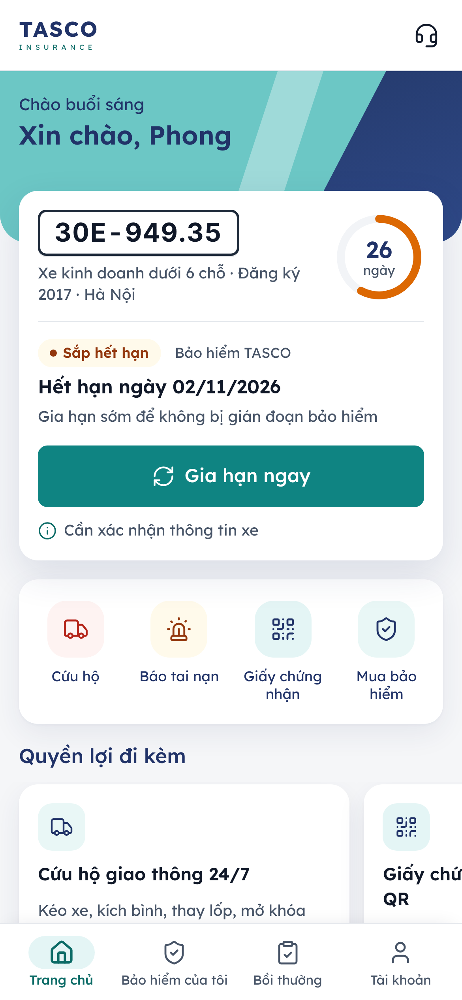 TASCO
INSURANCE
Chào buổi sáng
Xin chào, Phong
30E-949.35
26
ngày
Xe kinh doanh dưới 6 chỗ · Đăng ký
2017 · Hà Nội
Sắp hết hạn
Bảo hiểm TASCO
Hết hạn ngày 02/11/2026
Gia hạn sớm để không bị gián đoạn bảo hiểm
Gia hạn ngay
Cần xác nhận thông tin xe
Cứu hộ
Báo tai nạn
Giấy chứng
nhận
Mua bảo
hiểm
Quyền lợi đi kèm
Cứu hộ giao thông 24/7
Kéo xe, kích bình, thay lốp, mở khóa
Giấy chứ
QR
Trang chủ
Bảo hiểm của tôi
Bồi thường
Tài khoản